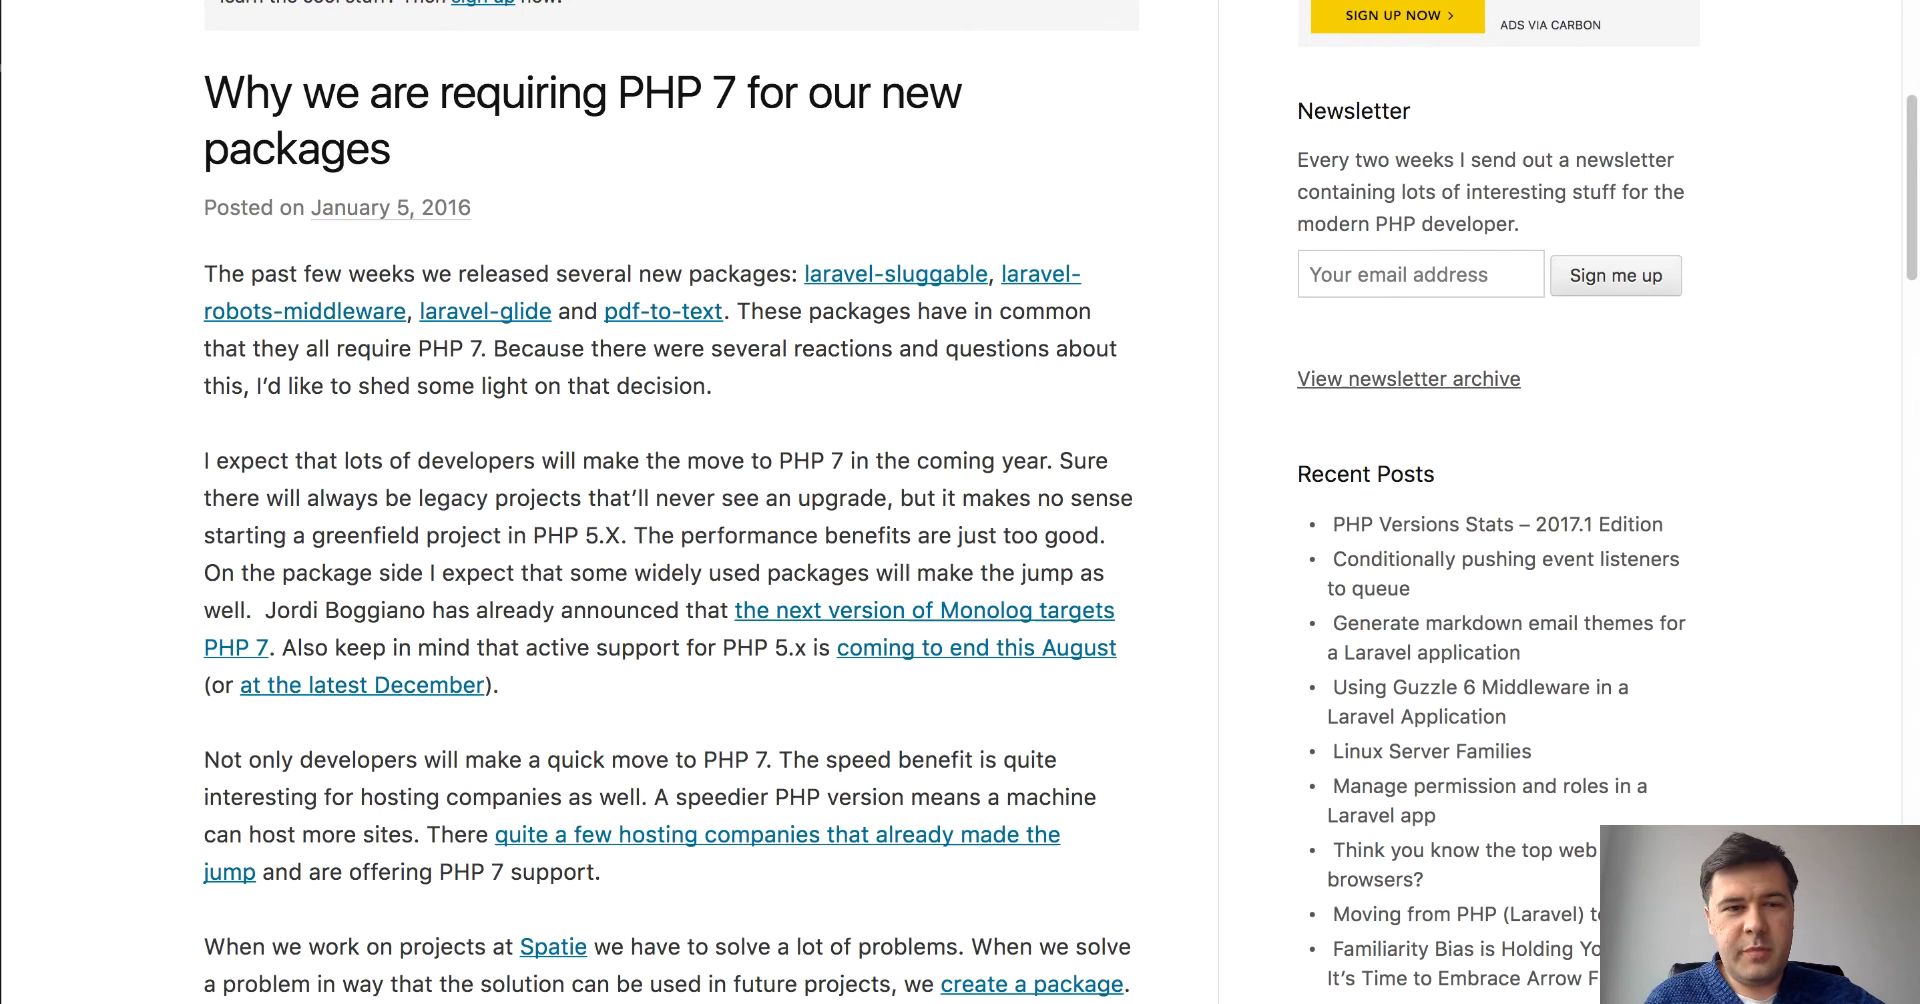 sign up
SIGN UP NOW >
ADS VIA CARBON
Why we are requiring PHP 7 for our new
packages
Posted on January 5, 2016
The past few weeks we released several new packages: laravel-sluggable, laravel-
robots-middleware, laravel-glide and pdf-to-text. These packages have in common
that they all require PHP 7. Because there were several reactions and questions about
this, I’d like to shed some light on that decision.
I expect that lots of developers will make the move to PHP 7 in the coming year. Sure
there will always be legacy projects that’ll never see an upgrade, but it makes no sense
starting a greenfield project in PHP 5.X. The performance benefits are just too good.
On the package side I expect that some widely used packages will make the jump as
well.  Jordi Boggiano has already announced that the next version of Monolog targets
PHP 7. Also keep in mind that active support for PHP 5.x is coming to end this August
(or at the latest December).
Not only developers will make a quick move to PHP 7. The speed benefit is quite
interesting for hosting companies as well. A speedier PHP version means a machine
can host more sites. There quite a few hosting companies that already made the
jump and are offering PHP 7 support.
When we work on projects at Spatie we have to solve a lot of problems. When we solve
a problem in way that the solution can be used in future projects, we create a package.
Newsletter
Every two weeks I send out a newsletter
containing lots of interesting stuff for the
modern PHP developer.
Your email address
Sign me up
View newsletter archive
Recent Posts
• PHP Versions Stats – 2017.1 Edition
• Conditionally pushing event listeners
to queue
• Generate markdown email themes for
a Laravel application
• Using Guzzle 6 Middleware in a
Laravel Application
• Linux Server Families
• Manage permission and roles in a
Laravel app
• Think you know the top web
browsers?
• Moving from PHP (Laravel)
• Familiarity Bias is Holding
It’s Time to Embrace Arrow